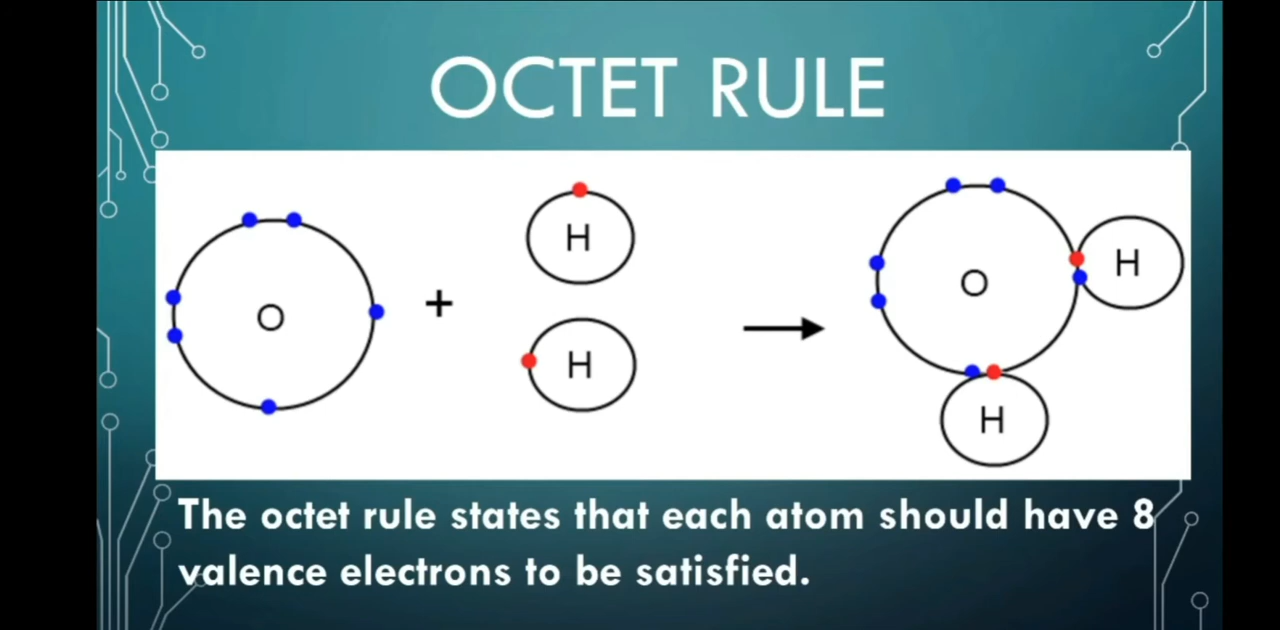 OCTET RULE
O
+
H
H
O
H
H
The octet rule states that each atom should have 8
valence electrons to be satisfied.